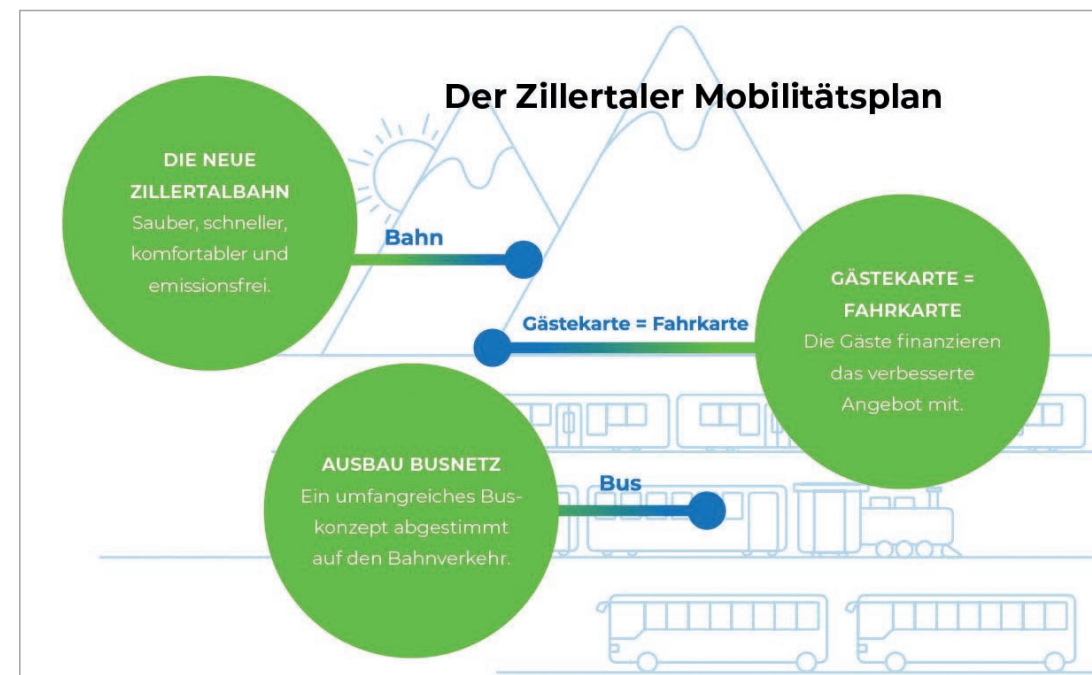 Der Zillertaler Mobilitätsplan
DIE NEUE
ZILLERTALBAHN
Sauber, schneller,
komfortabler und
emissionsfrei.
Bahn
GÄSTEKARTE =
FAHRKARTE
Die Gäste finanzieren
das verbesserte
Angebot mit.
Gästekarte = Fahrkarte
AUSBAU BUSNETZ
Ein umfangreiches Bus-
konzept abgestimmt
auf den Bahnverkehr.
Bus